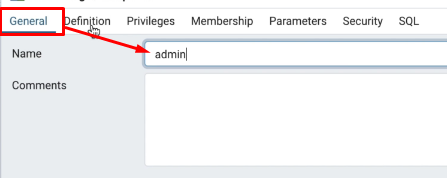 General Definition Privileges Membership Parameters Security SQL
Name admin
Comments